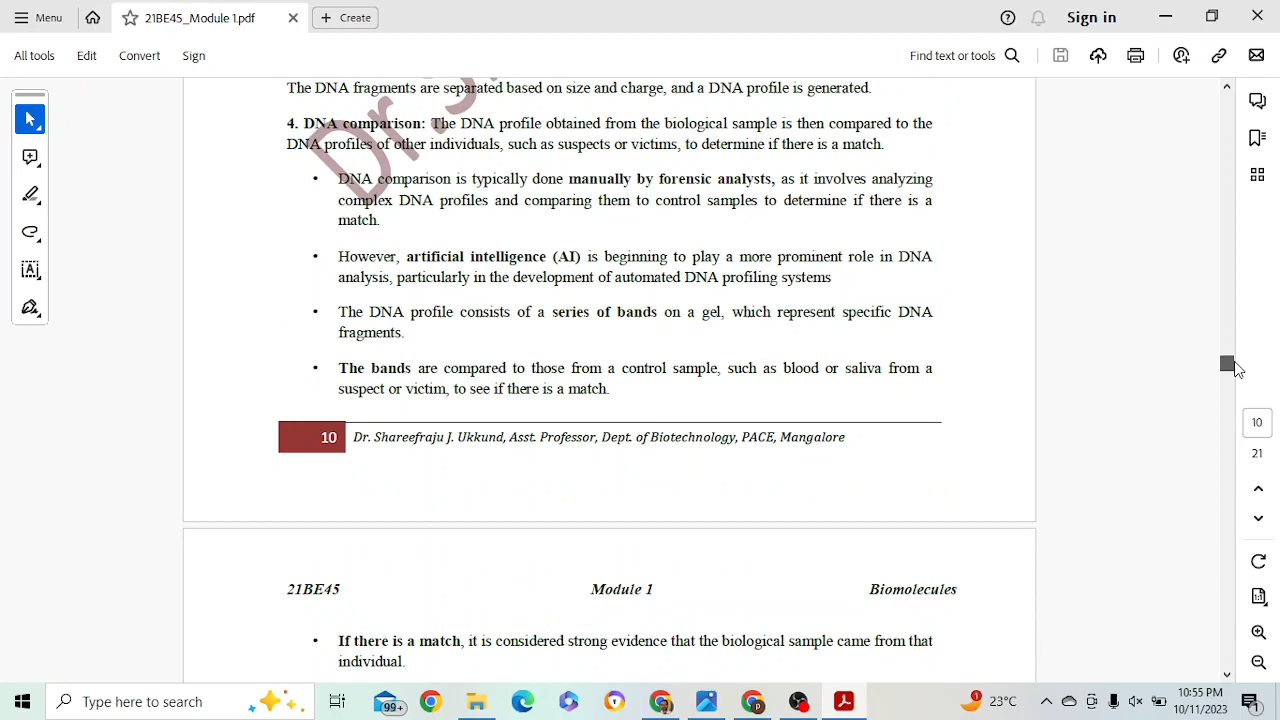 Menu
21BE45_Module 1.pdf
Create
Sign in
All tools
Edit
Convert
Sign
Find text or tools
The DNA fragments are separated based on size and charge, and a DNA profile is generated.
4. DNA comparison: The DNA profile obtained from the biological sample is then compared to the
DNA profiles of other individuals, such as suspects or victims, to determine if there is a match.
• DNA comparison is typically done manually by forensic analysts, as it involves analyzing
complex DNA profiles and comparing them to control samples to determine if there is a
match.
• However, artificial intelligence (AI) is beginning to play a more prominent role in DNA
analysis, particularly in the development of automated DNA profiling systems
• The DNA profile consists of a series of bands on a gel, which represent specific DNA
fragments.
• The bands are compared to those from a control sample, such as blood or saliva from a
suspect or victim, to see if there is a match.
10 Dr. Shareefraju J. Ukkund, Asst. Professor, Dept. of Biotechnology, PACE, Mangalore
21BE45 Module 1 Biomolecules
• If there is a match, it is considered strong evidence that the biological sample came from that
individual.
Dr.
10
21
Type here to search
99+
1
23°C
10:55 PM
10/11/2023
1